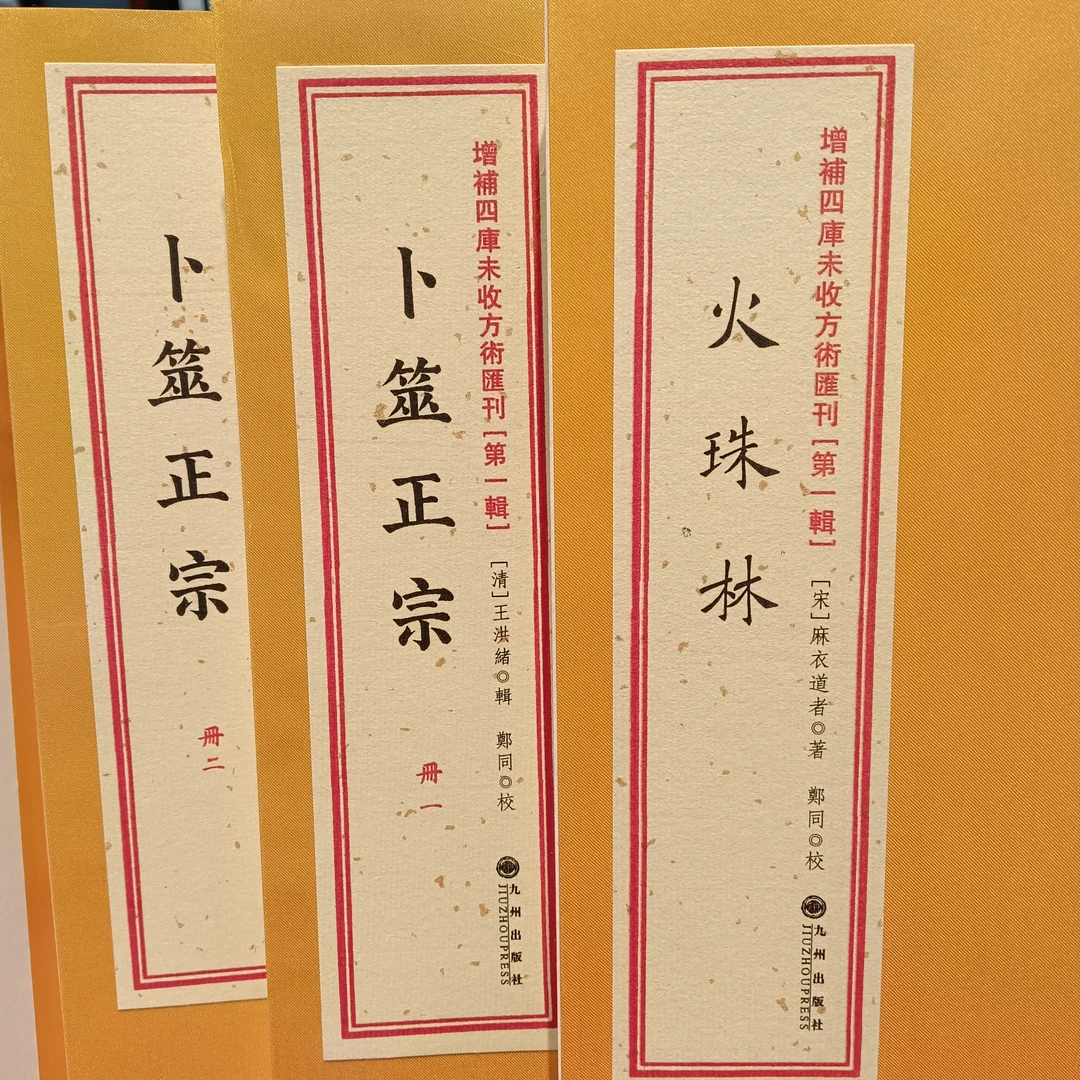 增補四庫未收方術匯刊［第一輯］
［宋］麻衣道者◎著　鄭同◎校
九州出版社
JIUZHOUPRESS
火珠林
增補四庫未收方術匯刊［第一輯］
［清］王洪緒◎輯　鄭同◎校
九州出版社
JIUZHOUPRESS
卜筮正宗
冊一
卜筮正宗
冊二